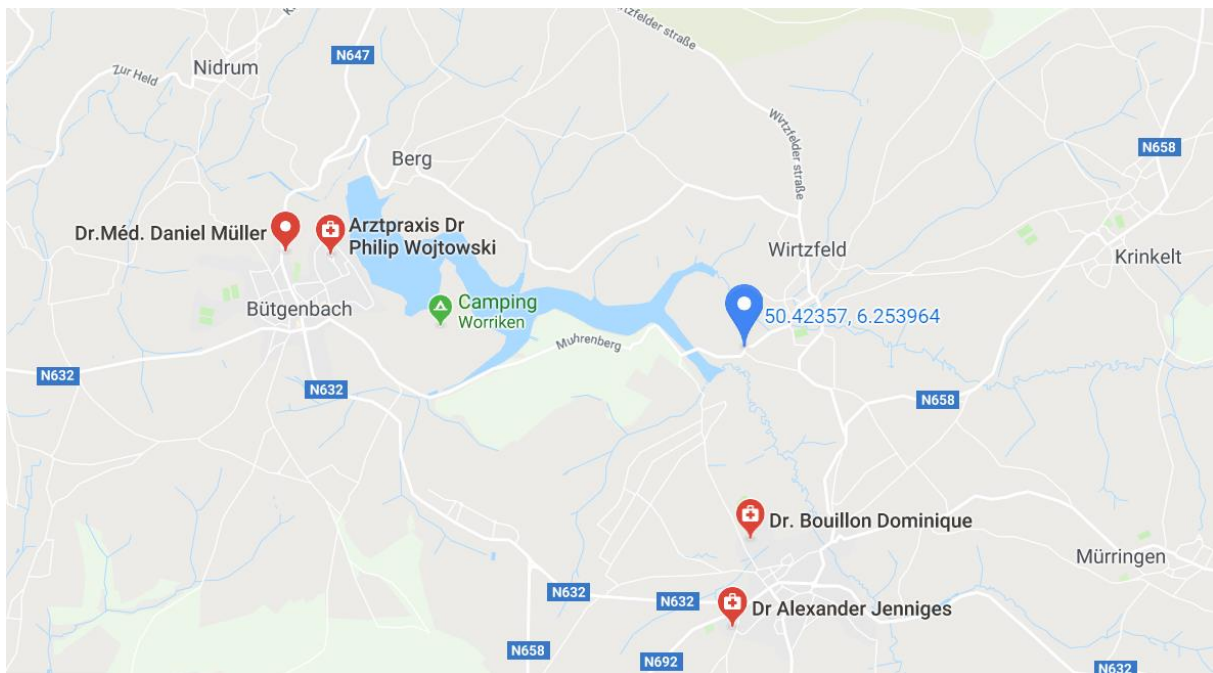 Wirtzfelder straße
N647
Nidrum
Zur Held
Wirtzfelder straße
N658
Berg
Dr.Méd. Daniel Müller
Arztpraxis Dr
Philip Wojtowski
Wirtzfeld
Krinkelt
Bütgenbach
Camping
Worriken
50.42357, 6.253964
Muhrenberg
N632
N632
N658
Dr. Bouillon Dominique
Mürringen
N632
N632
Dr Alexander Jenniges
N658
N692
N632